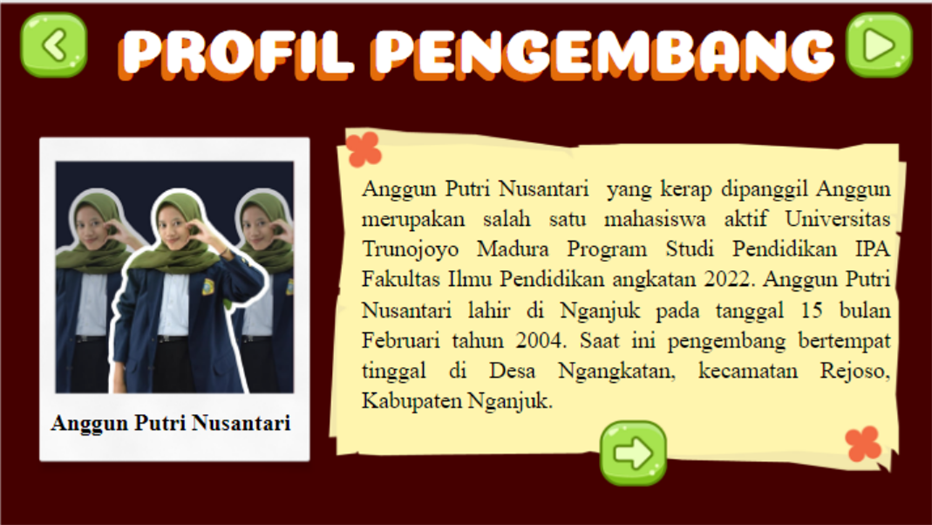 PROFIL PENGEMBANG
Anggun Putri Nusantari yang kerap dipanggil Anggun
merupakan salah satu mahasiswa aktif Universitas
Trunojoyo Madura Program Studi Pendidikan IPA
Fakultas Ilmu Pendidikan angkatan 2022. Anggun Putri
Nusantari lahir di Nganjuk pada tanggal 15 bulan
Februari tahun 2004. Saat ini pengembang bertempat
tinggal di Desa Ngangkatan, kecamatan Rejoso,
Kabupaten Nganjuk.
Anggun Putri Nusantari